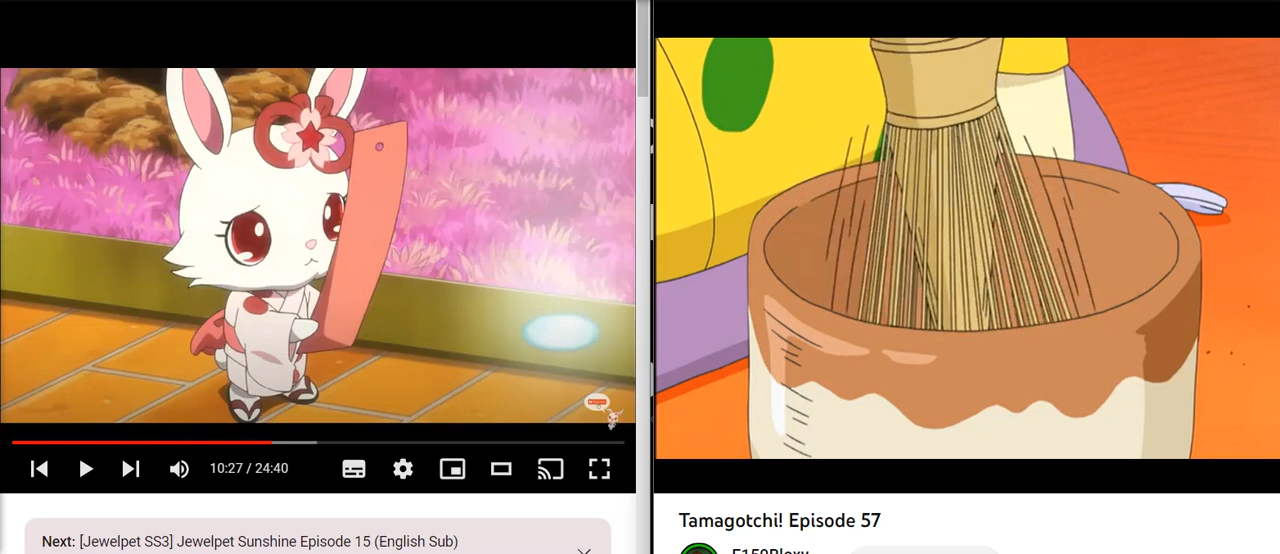 10:27 / 24:40
Next: [Jewelpet SS3] Jewelpet Sunshine Episode 15 (English Sub)
Tamagotchi! Episode 57